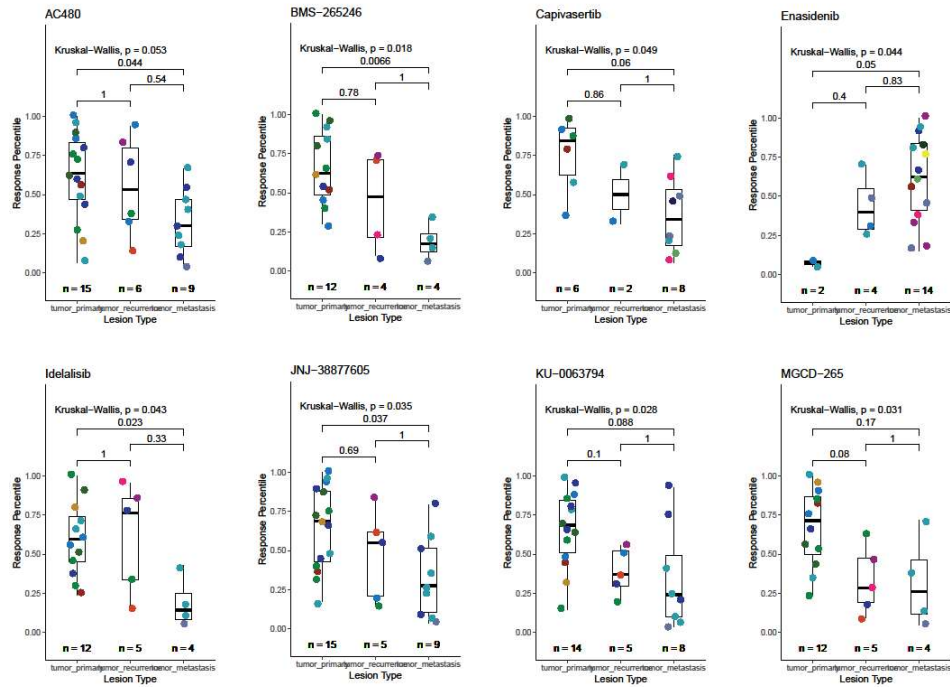 AC480
Kruskal-Wallis, p = 0.053
0.044
0.54
1
1.00
0.75
0.50
0.25
0.00
Response Percentile
n = 15 n = 6 n = 9
tumor_primary tumor_recurrence tumor_metastasis
Lesion Type
BMS-265246
Kruskal-Wallis, p = 0.018
0.0066
1
0.78
1.00
0.75
0.50
0.25
0.00
Response Percentile
n = 12 n = 4 n = 4
tumor_primary tumor_recurrence tumor_metastasis
Lesion Type
Capivasertib
Kruskal-Wallis, p = 0.049
0.06
1
0.86
1.00
0.75
0.50
0.25
0.00
Response Percentile
n = 6 n = 2 n = 8
tumor_primary tumor_recurrence tumor_metastasis
Lesion Type
Enasidenib
Kruskal-Wallis, p = 0.044
0.05
0.83
0.4
1.00
0.75
0.50
0.25
0.00
Response Percentile
n = 2 n = 4 n = 14
tumor_primary tumor_recurrence tumor_metastasis
Lesion Type
Idelalisib
Kruskal-Wallis, p = 0.043
0.023
0.33
1
1.00
0.75
0.50
0.25
0.00
Response Percentile
n = 12 n = 5 n = 4
tumor_primary tumor_recurrence tumor_metastasis
Lesion Type
JNJ-38877605
Kruskal-Wallis, p = 0.035
0.037
1
0.69
1.00
0.75
0.50
0.25
0.00
Response Percentile
n = 15 n = 5 n = 9
tumor_primary tumor_recurrence tumor_metastasis
Lesion Type
KU-0063794
Kruskal-Wallis, p = 0.028
0.088
1
0.1
1.00
0.75
0.50
0.25
0.00
Response Percentile
n = 14 n = 5 n = 8
tumor_primary tumor_recurrence tumor_metastasis
Lesion Type
MGCD-265
Kruskal-Wallis, p = 0.031
0.17
1
0.08
1.00
0.75
0.50
0.25
0.00
Response Percentile
n = 12 n = 5 n = 4
tumor_primary tumor_recurrence tumor_metastasis
Lesion Type